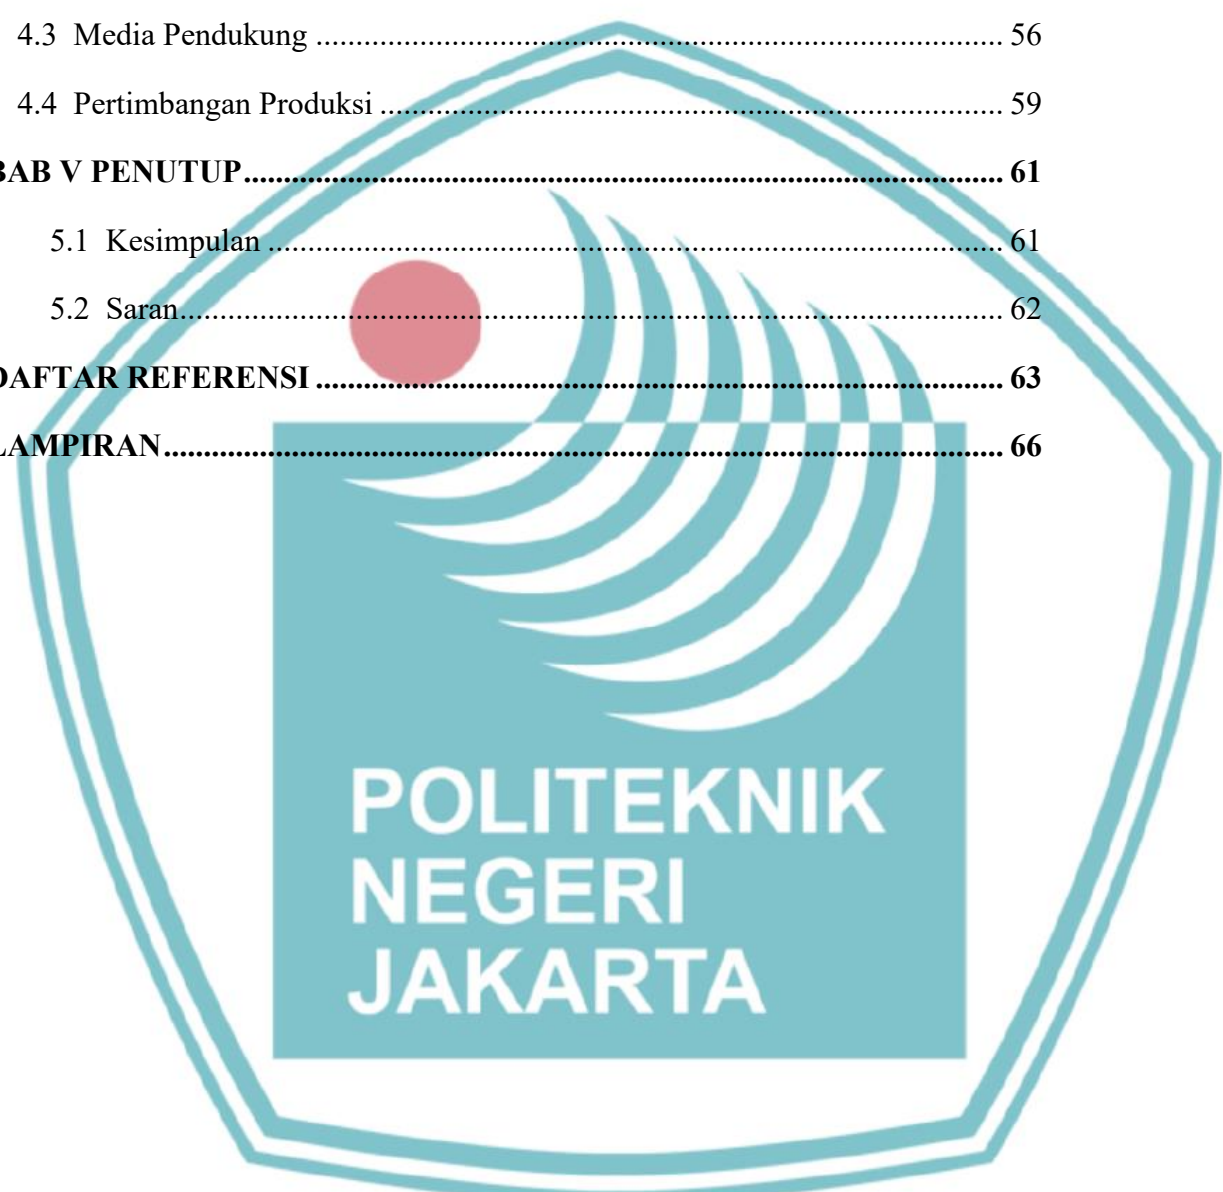 4.3 Media Pendukung ........................................................................................ 56
4.4 Pertimbangan Produksi ................................................................................ 59
BAB V PENUTUP................................................................................................. 61
5.1 Kesimpulan .............................................................................................. 61
5.2 Saran......................................................................................................... 62
DAFTAR REFERENSI ........................................................................................ 63
LAMPIRAN........................................................................................................... 66
POLITEKNIK
NEGERI
JAKARTA